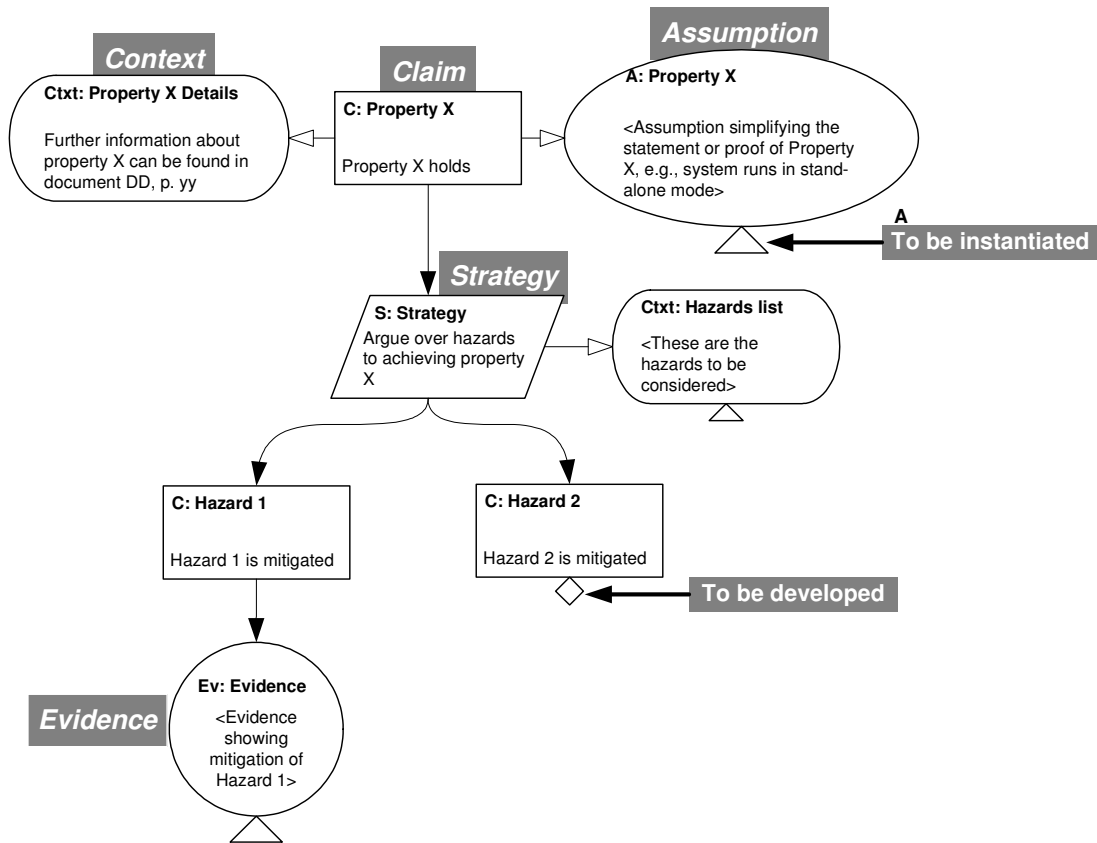 Context
Claim
Assumption
Ctxt: Property X Details
Further information about
property X can be found in
document DD, p. yy
C: Property X
Property X holds
A: Property X
<Assumption simplifying the
statement or proof of Property
X, e.g., system runs in stand-
alone mode>
A
To be instantiated
Strategy
S: Strategy
Argue over hazards
to achieving property
X
Ctxt: Hazards list
<These are the
hazards to be
considered>
C: Hazard 1
Hazard 1 is mitigated
C: Hazard 2
Hazard 2 is mitigated
To be developed
Evidence
Ev: Evidence
<Evidence
showing
mitigation of
Hazard 1>